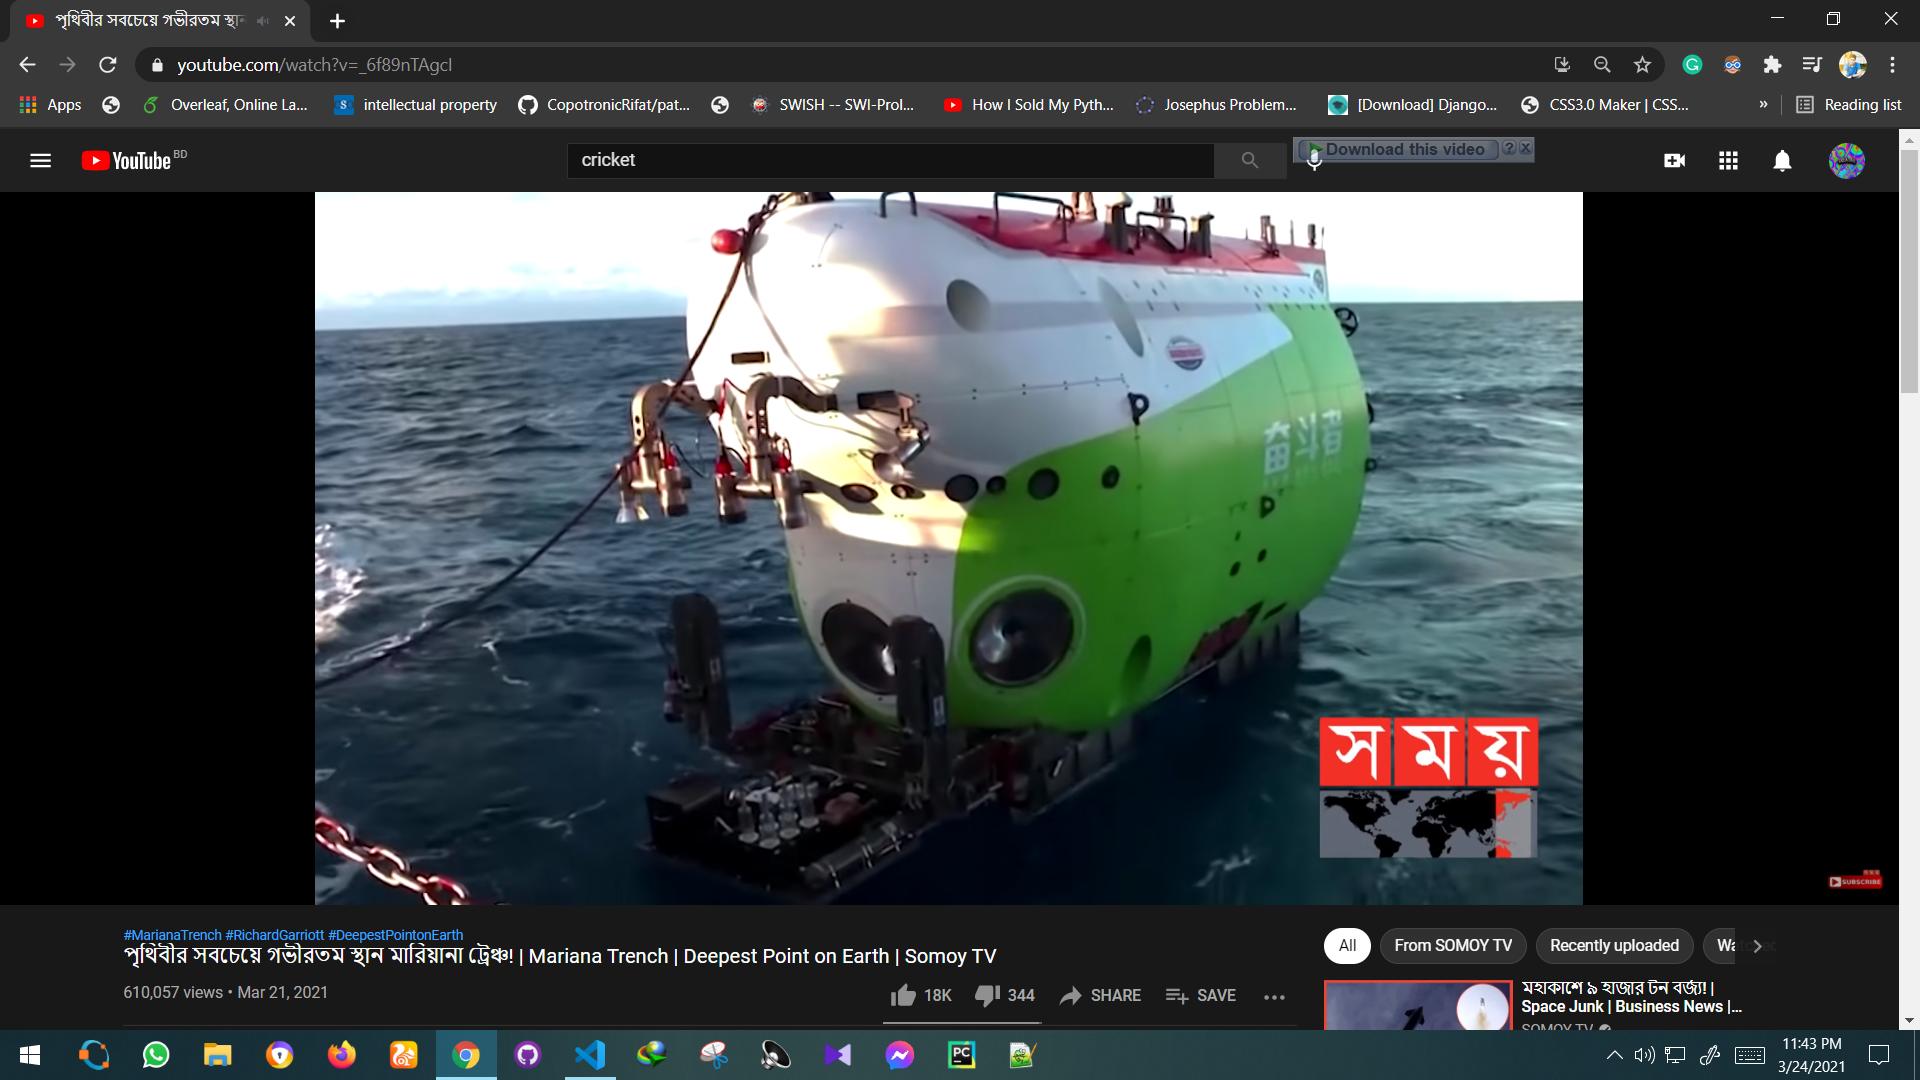 পৃথিবীর সবচেয়ে গভীরতম স্থান
youtube.com/watch?v=_6f89nTAgcI
Apps
Overleaf, Online La...
intellectual property
CopotronicRifat/pat...
SWISH -- SWI-Prol...
How I Sold My Pyth...
Josephus Problem...
[Download] Django...
CSS3.0 Maker | CSS...
»
Reading list
YouTube BD
cricket
Download this video
奋斗者
সময়
SUBSCRIBE
#MarianaTrench #RichardGarriott #DeepestPointonEarth
পৃথিবীর সবচেয়ে গভীরতম স্থান মারিয়ানা ট্রেঞ্চ! | Mariana Trench | Deepest Point on Earth | Somoy TV
610,057 views • Mar 21, 2021
18K
344
SHARE
SAVE
All
From SOMOY TV
Recently uploaded
মহাকাশে ৯ হাজার টন বর্জ্য! |
Space Junk | Business News |...
SOMOY TV
PC
11:43 PM
3/24/2021